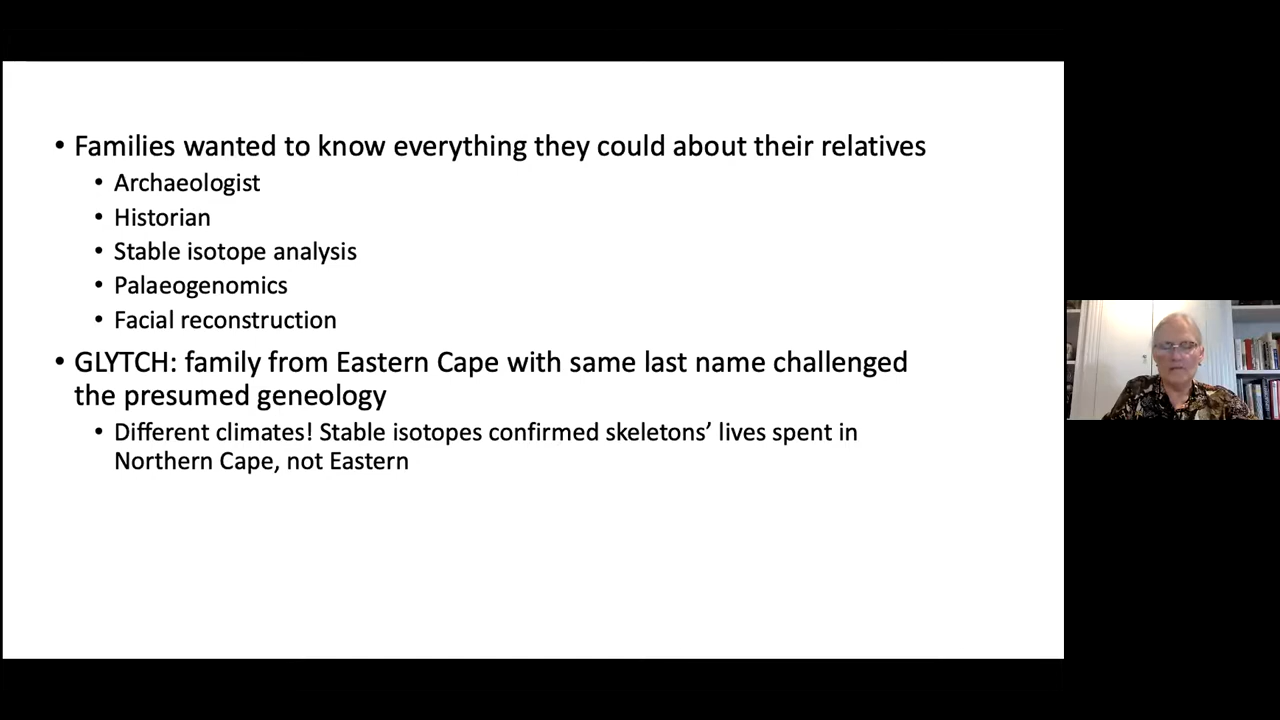 • Families wanted to know everything they could about their relatives
• Archaeologist
• Historian
• Stable isotope analysis
• Palaeogenomics
• Facial reconstruction
• GLYTCH: family from Eastern Cape with same last name challenged
the presumed geneology
• Different climates! Stable isotopes confirmed skeletons’ lives spent in
Northern Cape, not Eastern